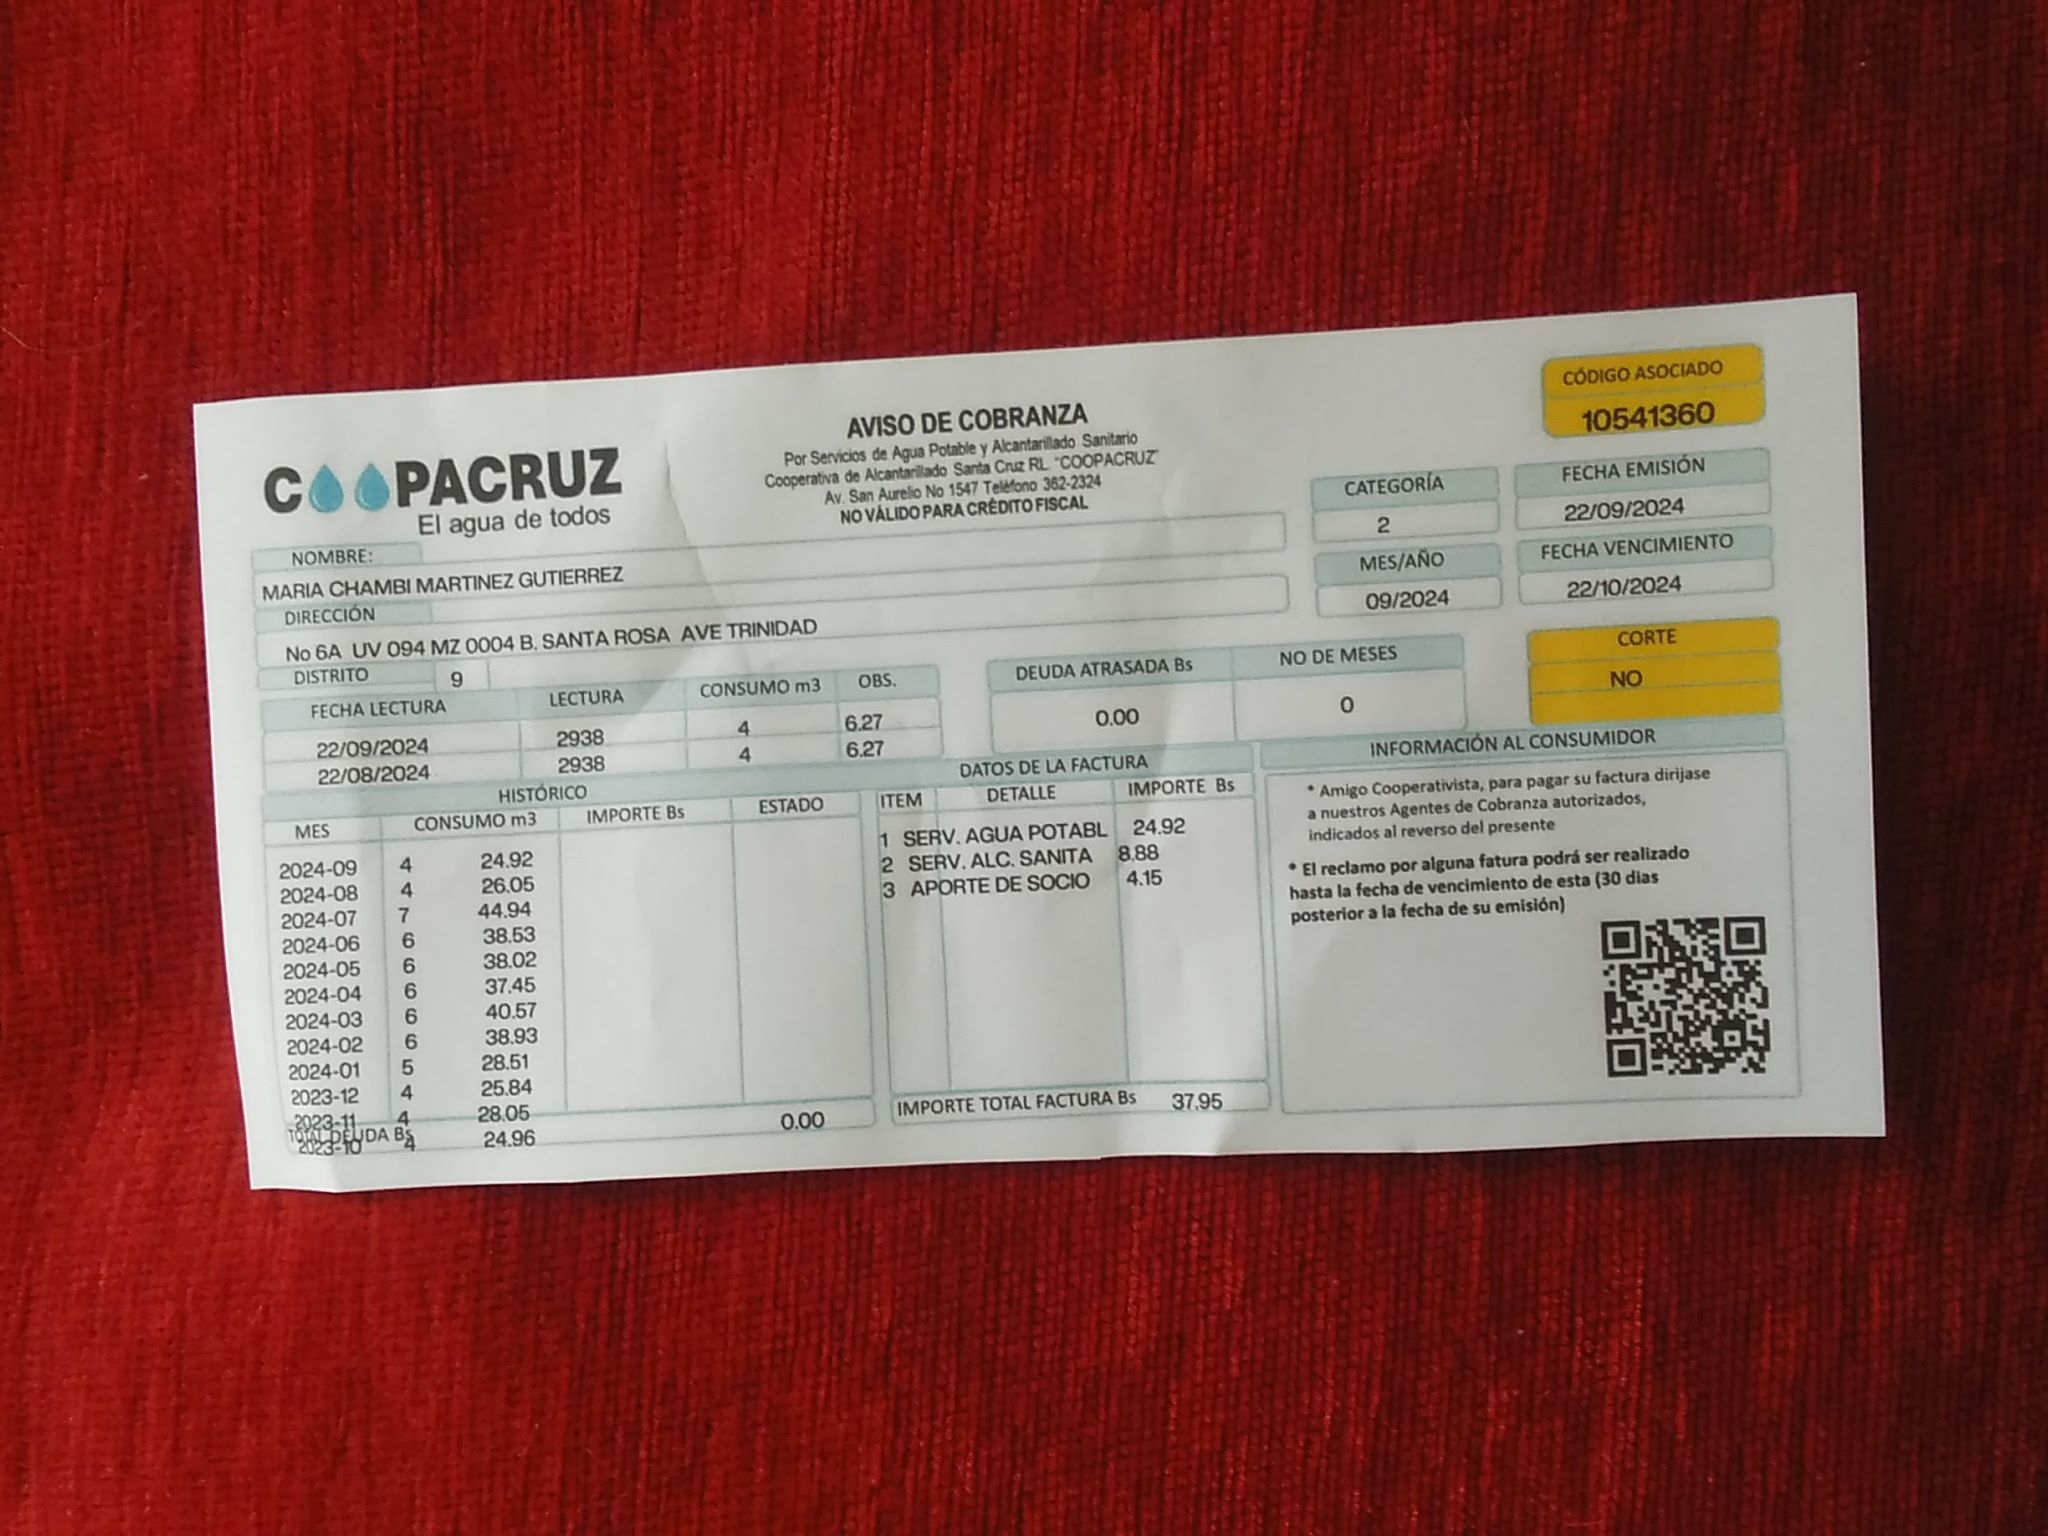 COOPACRUZ
El agua de todos
AVISO DE COBRANZA
Por Servicios de Agua Potable y Alcantarillado Sanitario
Cooperativa de Alcantarillado Santa Cruz RL. "COOPACRUZ"
Av. San Aurelio No 1547 Teléfono 362-2324
NO VÁLIDO PARA CRÉDITO FISCAL
CÓDIGO ASOCIADO
10541360
CATEGORÍA
2
FECHA EMISIÓN
22/09/2024
MES/AÑO
09/2024
FECHA VENCIMIENTO
22/10/2024
NOMBRE:
MARIA CHAMBI MARTINEZ GUTIERREZ
DIRECCIÓN
No 6A UV 094 MZ 0004 B. SANTA ROSA AVE TRINIDAD
DISTRITO 9
FECHA LECTURA LECTURA CONSUMO m3 OBS.
22/09/2024 2938 4 6.27
22/08/2024 2938 4 6.27
DEUDA ATRASADA Bs NO DE MESES
0.00 0
CORTE
NO
HISTÓRICO
MES CONSUMO m3 IMPORTE Bs ESTADO
2024-09 4 24.92
2024-08 4 26.05
2024-07 7 44.94
2024-06 6 38.53
2024-05 6 38.02
2024-04 6 37.45
2024-03 6 40.57
2024-02 6 38.93
2024-01 5 28.51
2023-12 4 25.84
2023-11 4 28.05
TOTAL DEUDA Bs 0.00
2023-10 4 24.96
DATOS DE LA FACTURA
ITEM DETALLE IMPORTE Bs
1 SERV. AGUA POTABL 24.92
2 SERV. ALC. SANITA 8.88
3 APORTE DE SOCIO 4.15
IMPORTE TOTAL FACTURA Bs 37.95
INFORMACIÓN AL CONSUMIDOR
* Amigo Cooperativista, para pagar su factura dirijase
a nuestros Agentes de Cobranza autorizados,
indicados al reverso del presente
* El reclamo por alguna fatura podrá ser realizado
hasta la fecha de vencimiento de esta (30 dias
posterior a la fecha de su emisión)